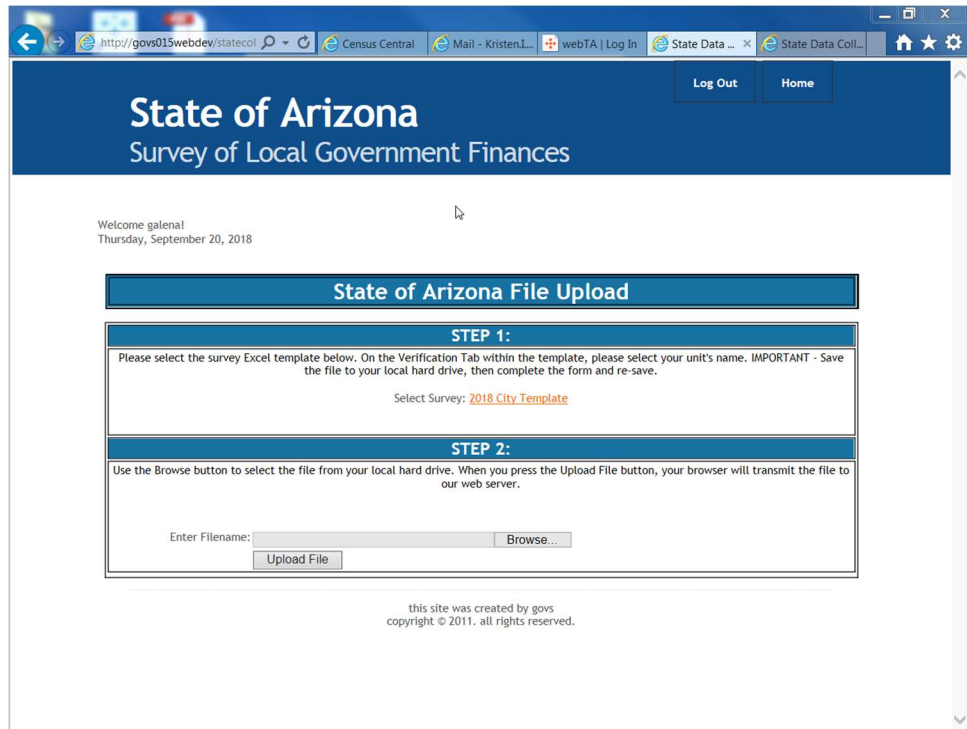 http://govs015webdev/statecol
Census Central
Mail - Kristen.I...
webTA | Log In
State Data ...
State Data Coll...
Log Out
Home
State of Arizona
Survey of Local Government Finances
Welcome galena!
Thursday, September 20, 2018
State of Arizona File Upload
STEP 1:
Please select the survey Excel template below. On the Verification Tab within the template, please select your unit's name. IMPORTANT - Save
the file to your local hard drive, then complete the form and re-save.
Select Survey: 2018 City Template
STEP 2:
Use the Browse button to select the file from your local hard drive. When you press the Upload File button, your browser will transmit the file to
our web server.
Enter Filename:
Browse...
Upload File
this site was created by govs
copyright © 2011. all rights reserved.